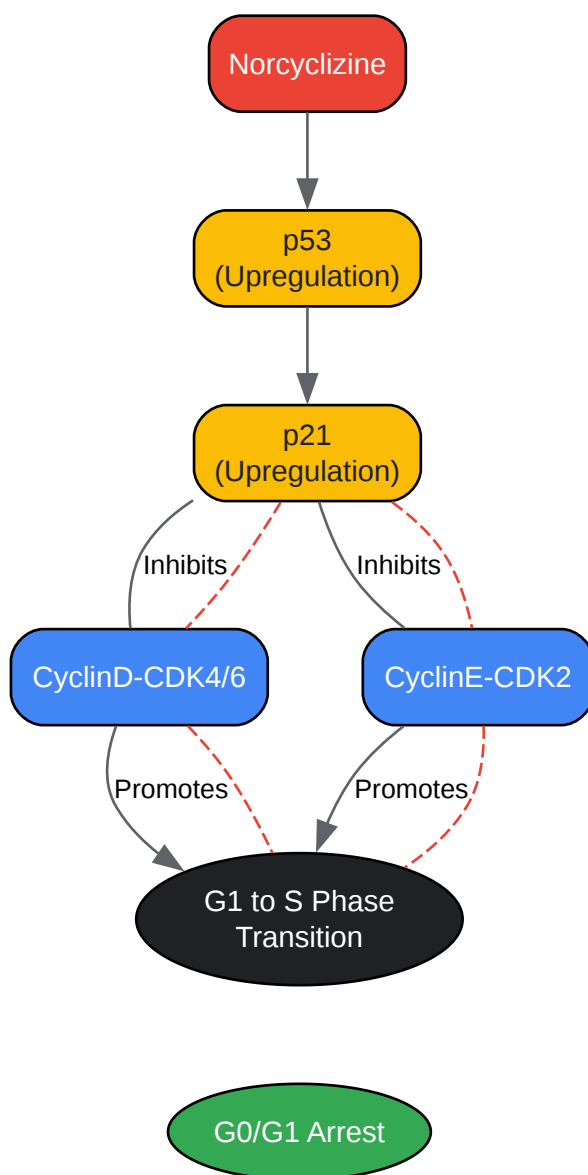 Norcyclizine
p53
(Upregulation)
p21
(Upregulation)
Inhibits
Inhibits
CyclinD-CDK4/6
CyclinE-CDK2
Promotes
Promotes
G1 to S Phase
Transition
G0/G1 Arrest